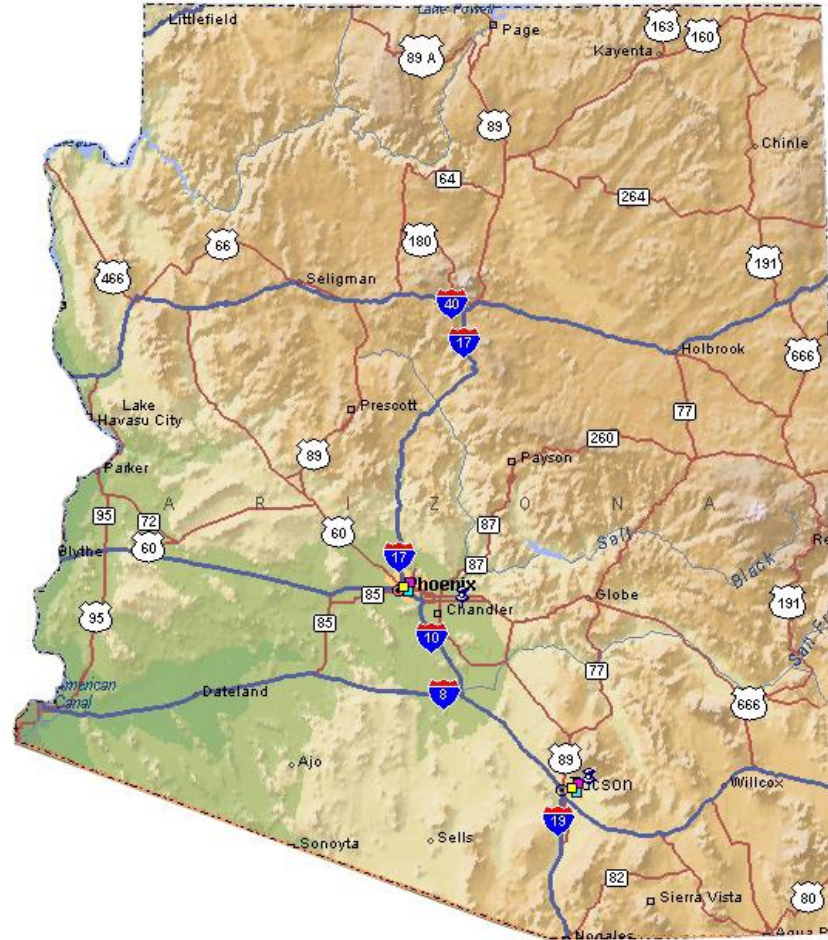 Lake Powell
Littlefield
Page
163
160
89 A
Kayenta
89
Chinle
64
264
180
66
191
466
Seligman
40
17
Holbrook
666
Lake
Havasu City
Prescott
77
89
260
Payson
Parker
A R I Z O N A
95
72
60
60
87
Salt
Blythe
17
87
Black
Phoenix
85
Chandler
Globe
191
95
85
10
77
American
Canal
Dateland
8
666
89
Ajo
Tucson
Willcox
19
Sonoyta
Sells
82
Sierra Vista
80
Nogales